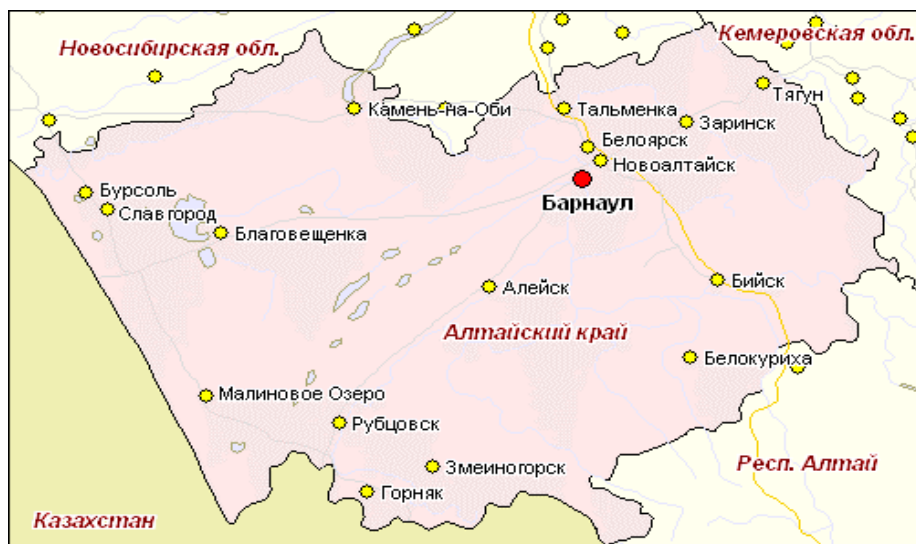 Кемеровская обл.
Новосибирская обл.
Тягун
Камень-на-Оби
Тальменка
Заринск
Белоярск
Новоалтайск
Бурсоль
Барнаул
Славгород
Благовещенка
Бийск
Алейск
Алтайский край
Белокуриха
Малиновое Озеро
Рубцовск
Респ. Алтай
Змеиногорск
Горняк
Казахстан